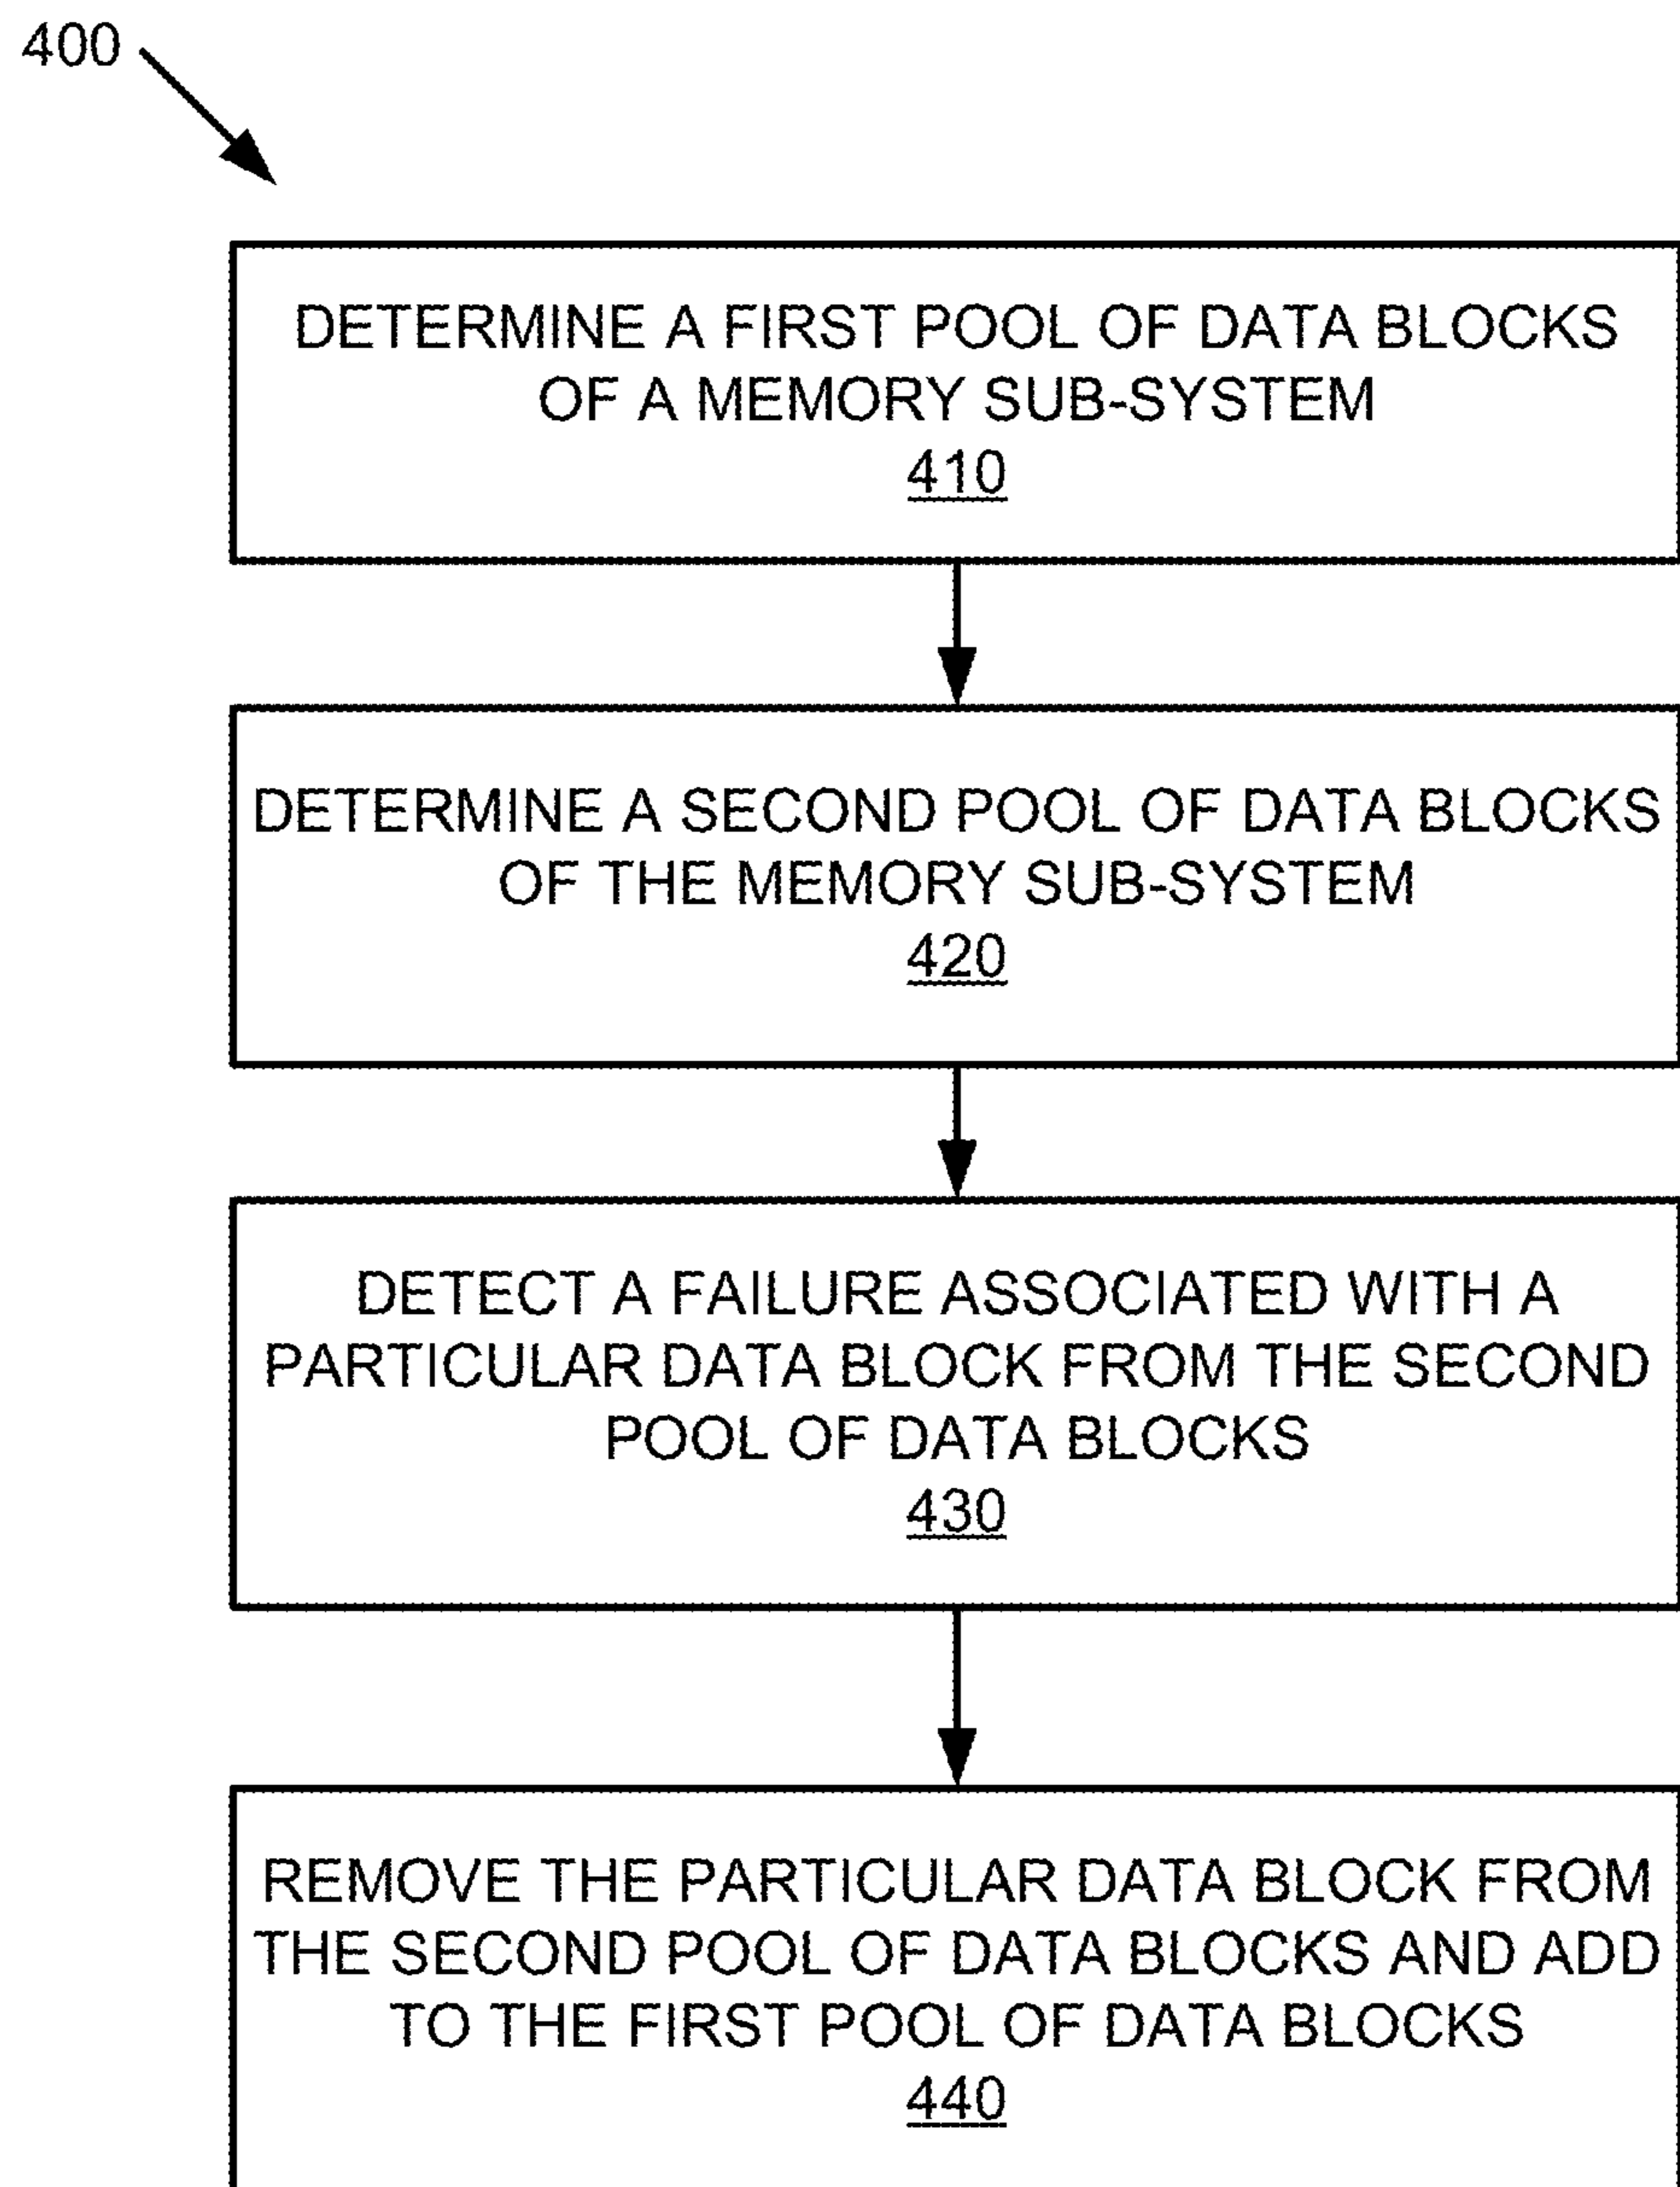 400
DETERMINE A FIRST POOL OF DATA BLOCKS
OF A MEMORY SUB-SYSTEM
410
DETERMINE A SECOND POOL OF DATA BLOCKS
OF THE MEMORY SUB-SYSTEM
420
DETECT A FAILURE ASSOCIATED WITH A
PARTICULAR DATA BLOCK FROM THE SECOND
POOL OF DATA BLOCKS
430
REMOVE THE PARTICULAR DATA BLOCK FROM
THE SECOND POOL OF DATA BLOCKS AND ADD
TO THE FIRST POOL OF DATA BLOCKS
440